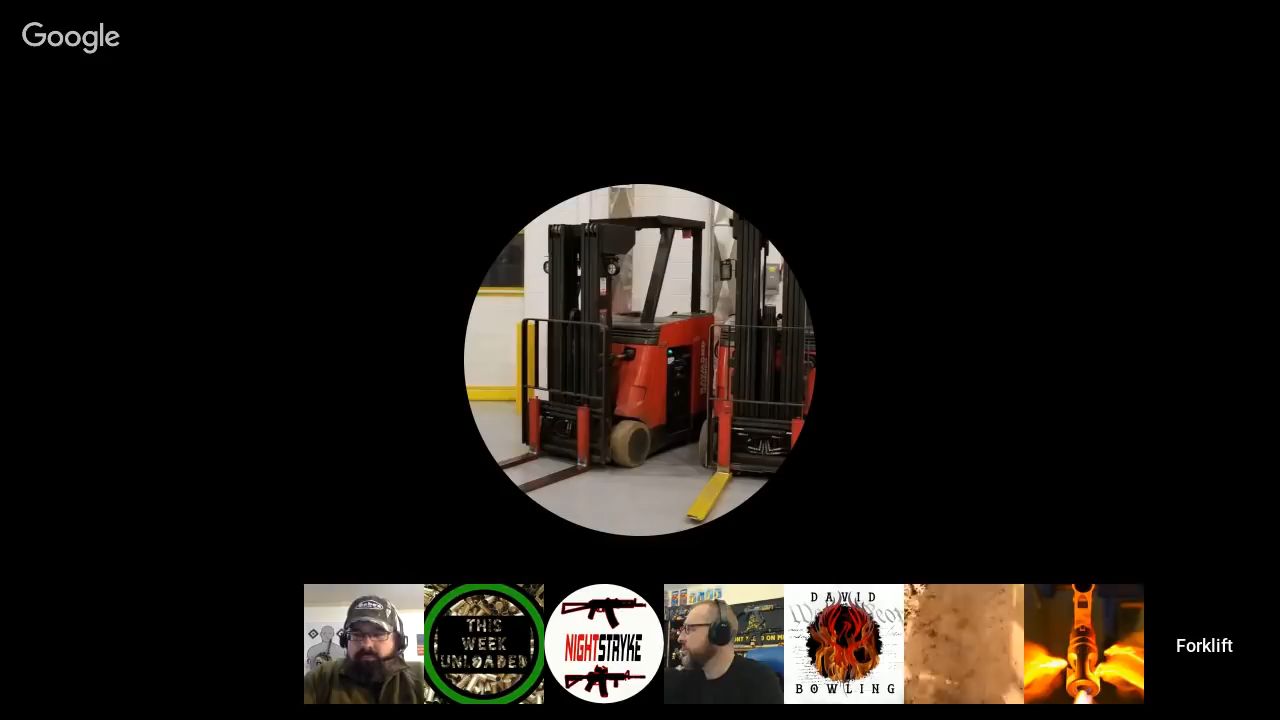 Google
THIS
WEEK
UNLOADED
NIGHTSTRYKE
DAVID
BOWLING
Forklift